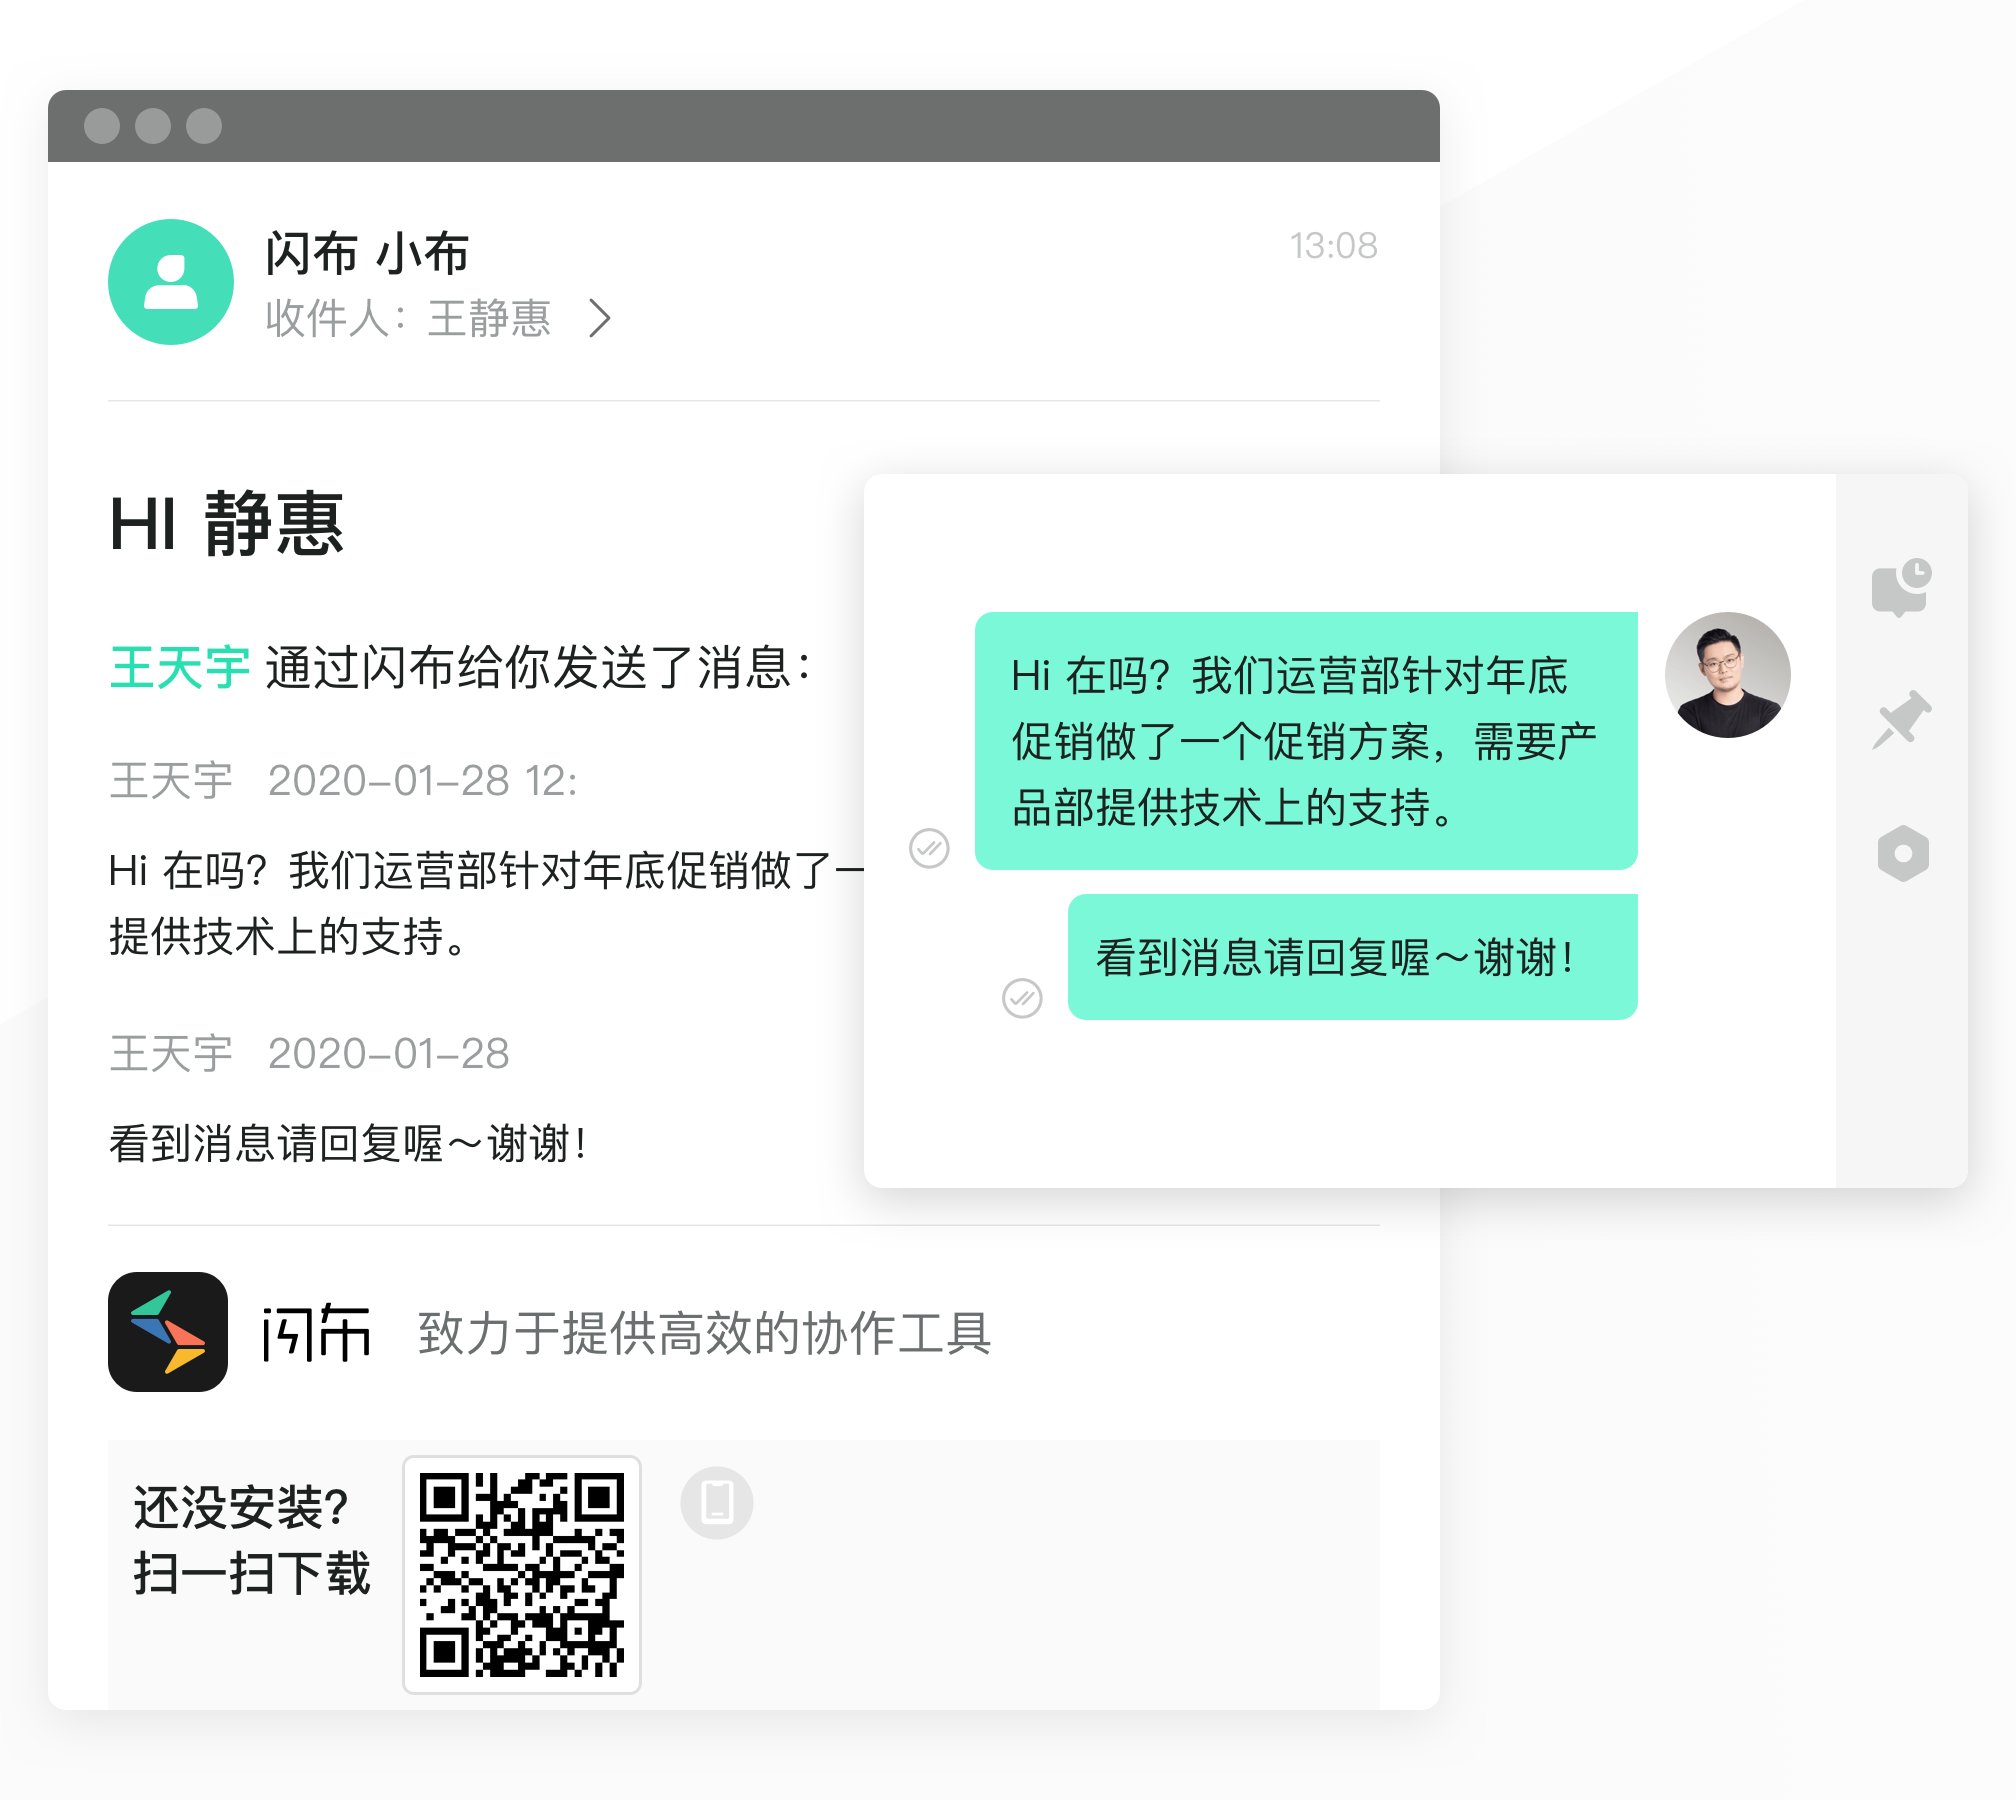 闪布 小布
13:08
收件人：王静惠
HI 静惠
王天宇 通过闪布给你发送了消息：
王天宇 2020-01-28 12:
Hi 在吗？我们运营部针对年底促销做了一
提供技术上的支持。
王天宇 2020-01-28
看到消息请回复喔～谢谢！
Hi 在吗？我们运营部针对年底
促销做了一个促销方案，需要产
品部提供技术上的支持。
看到消息请回复喔～谢谢！
闪布 致力于提供高效的协作工具
还没安装？
扫一扫下载